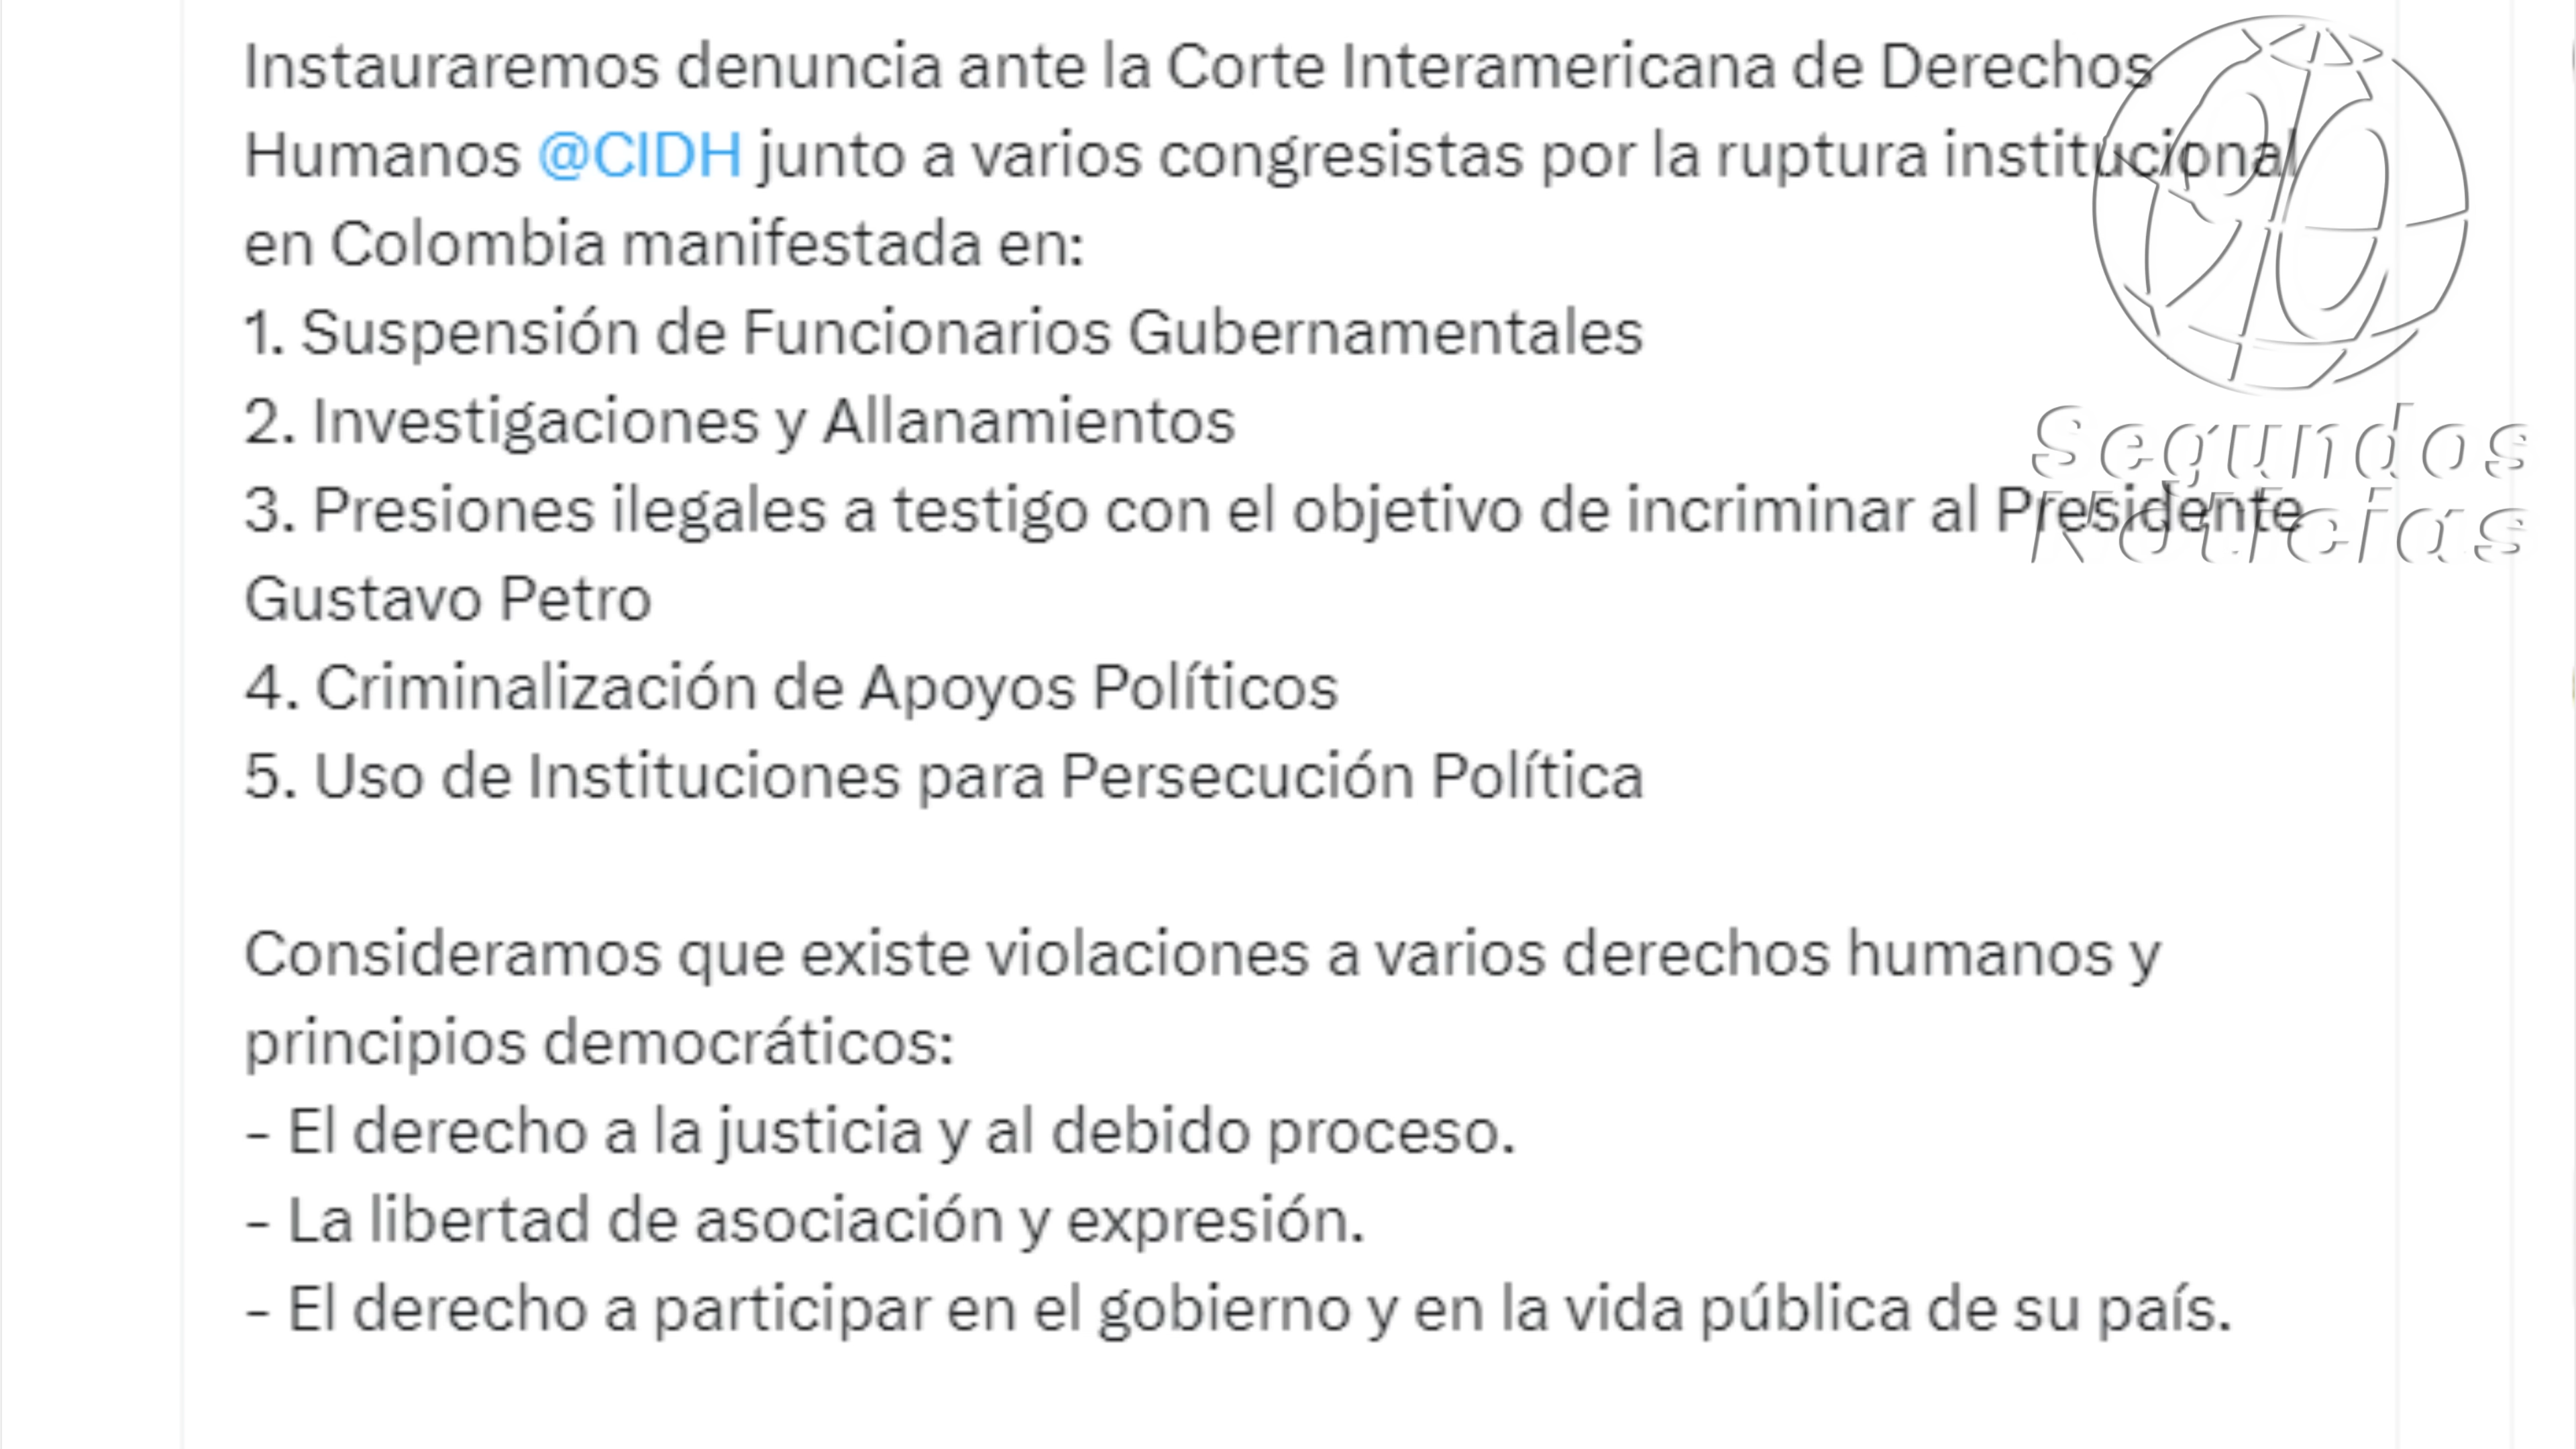 Instauraremos denuncia ante la Corte Interamericana de Derechos
Humanos @CIDH junto a varios congresistas por la ruptura institucional
en Colombia manifestada en:
1. Suspensión de Funcionarios Gubernamentales
2. Investigaciones y Allanamientos
3. Presiones ilegales a testigo con el objetivo de incriminar al Presidente
Gustavo Petro
4. Criminalización de Apoyos Políticos
5. Uso de Instituciones para Persecución Política
Consideramos que existe violaciones a varios derechos humanos y
principios democráticos:
- El derecho a la justicia y al debido proceso.
- La libertad de asociación y expresión.
- El derecho a participar en el gobierno y en la vida pública de su país.
90
Segundos
Noticias